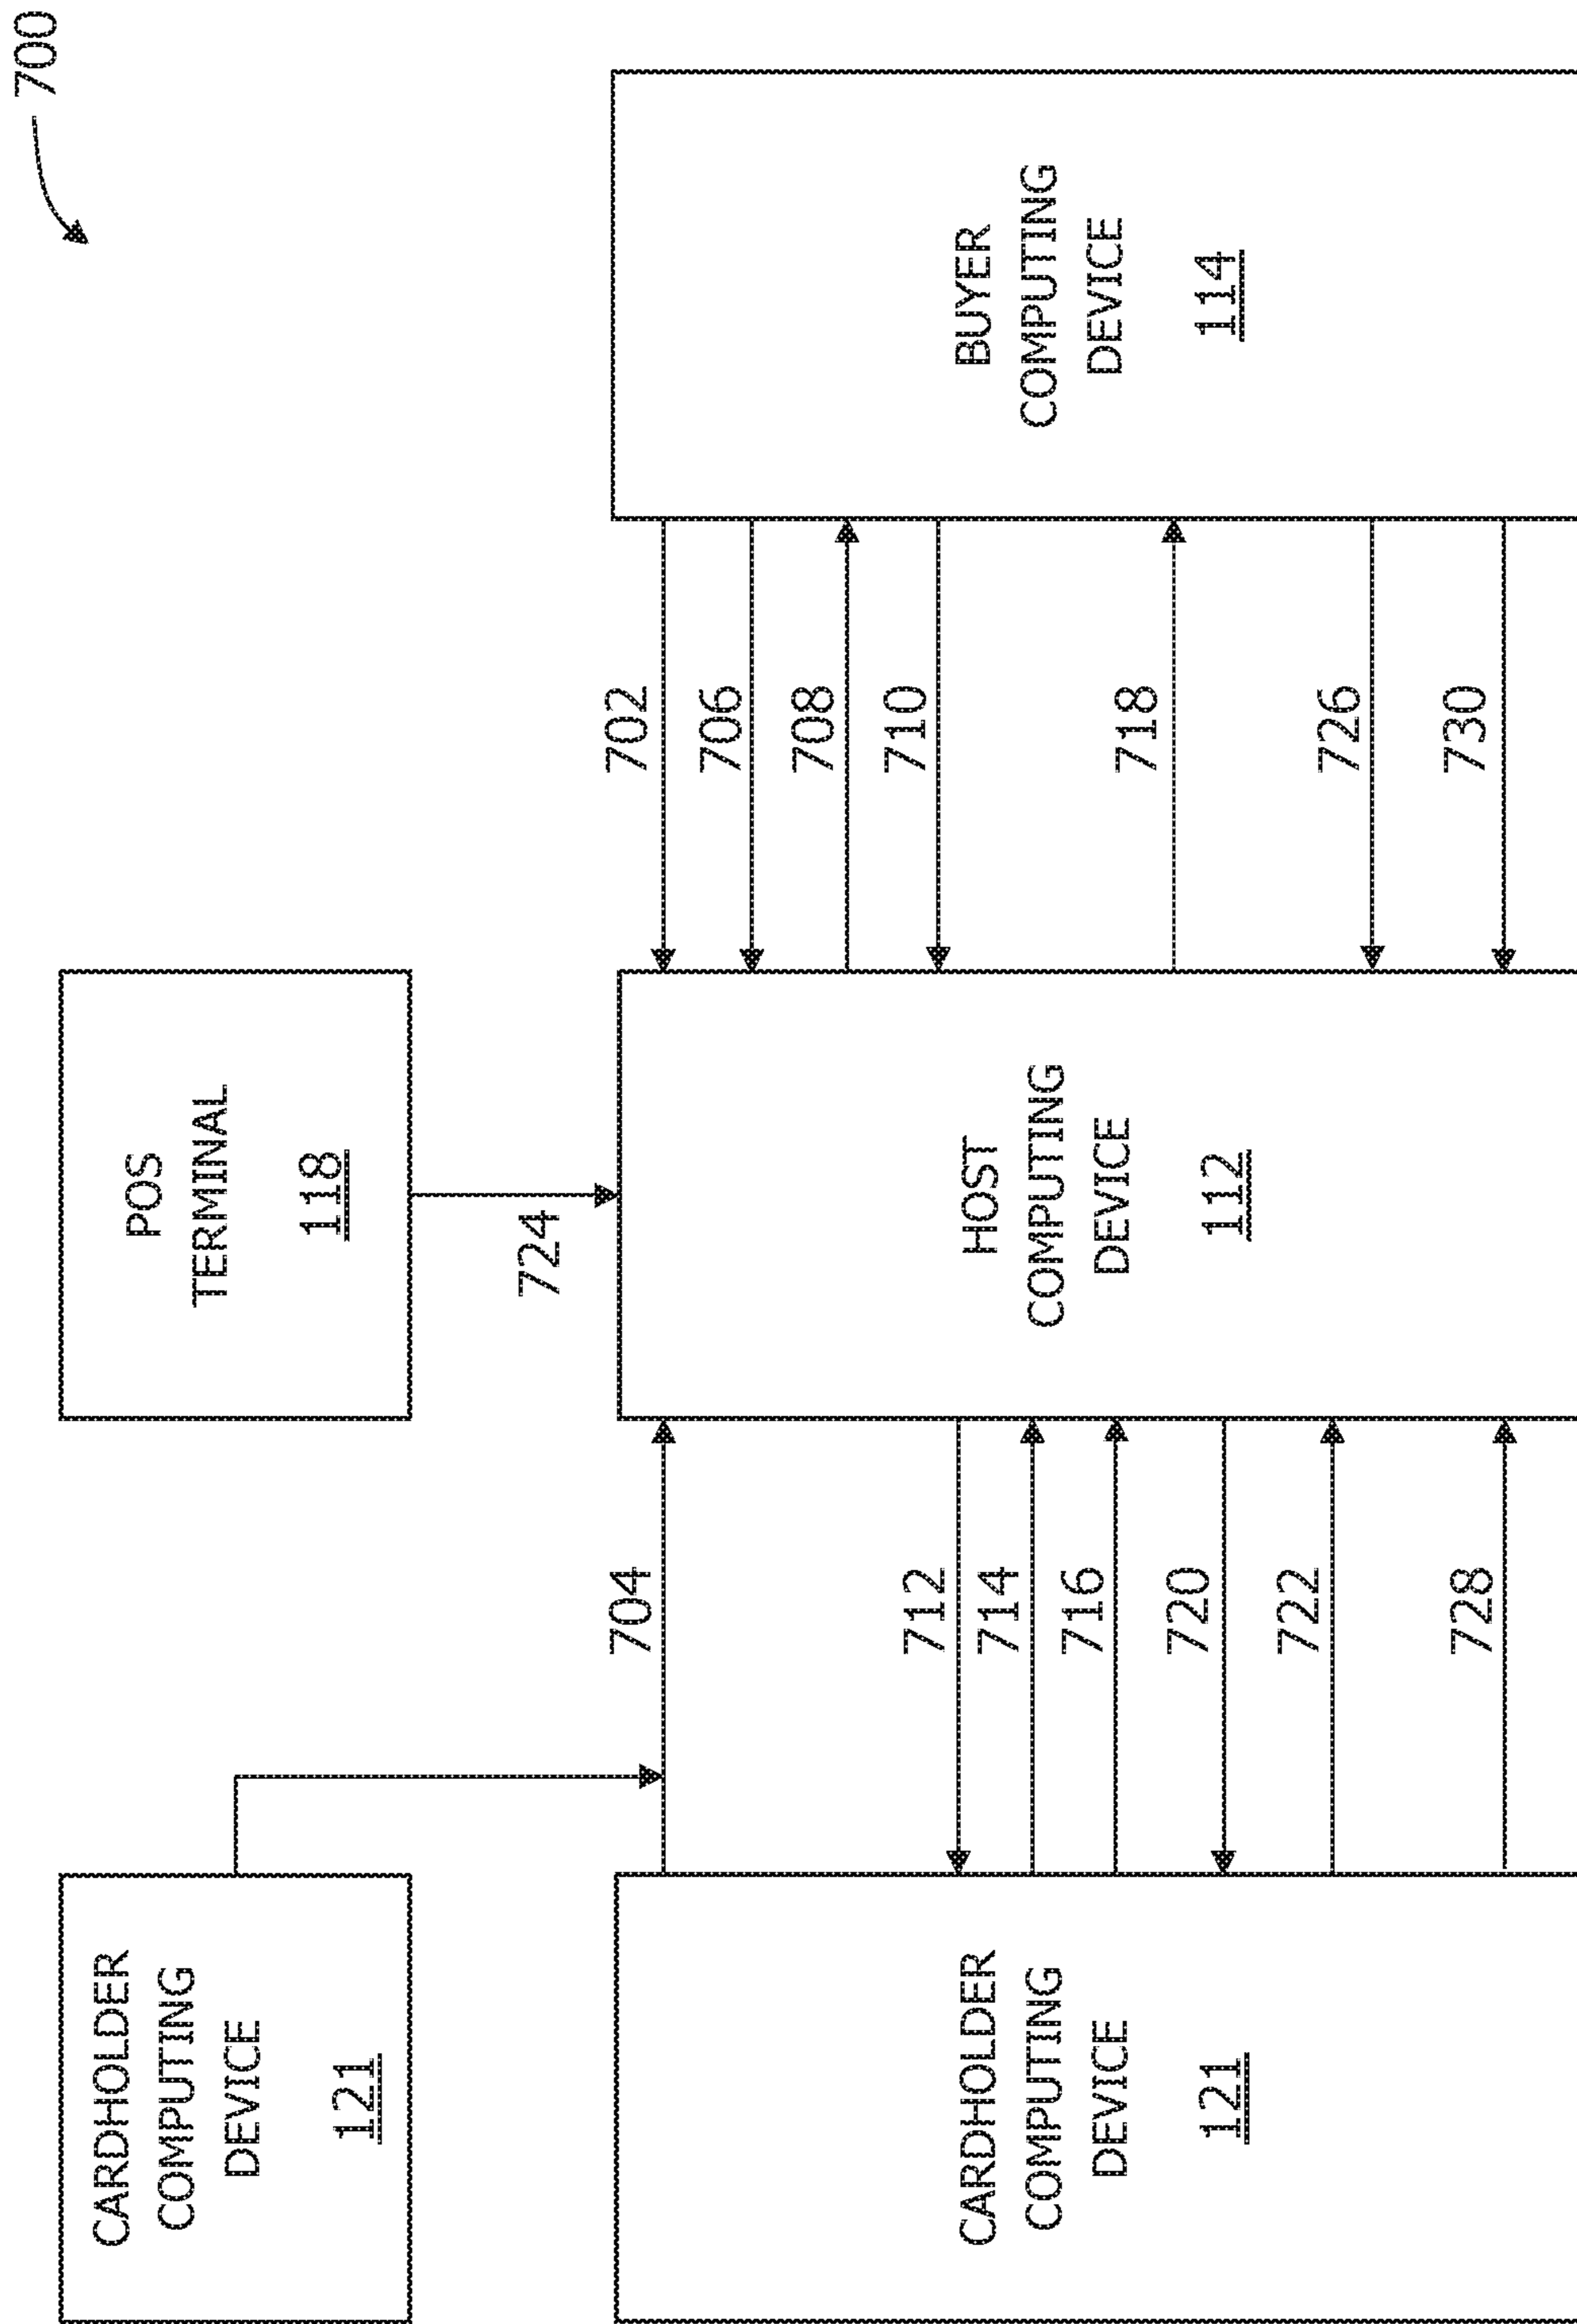 700
CARDHOLDER
COMPUTING
DEVICE
121
POS
TERMINAL
118
724
CARDHOLDER
COMPUTING
DEVICE
121
704
712
714
716
720
722
728
HOST
COMPUTING
DEVICE
112
702
706
708
710
718
726
730
BUYER
COMPUTING
DEVICE
114